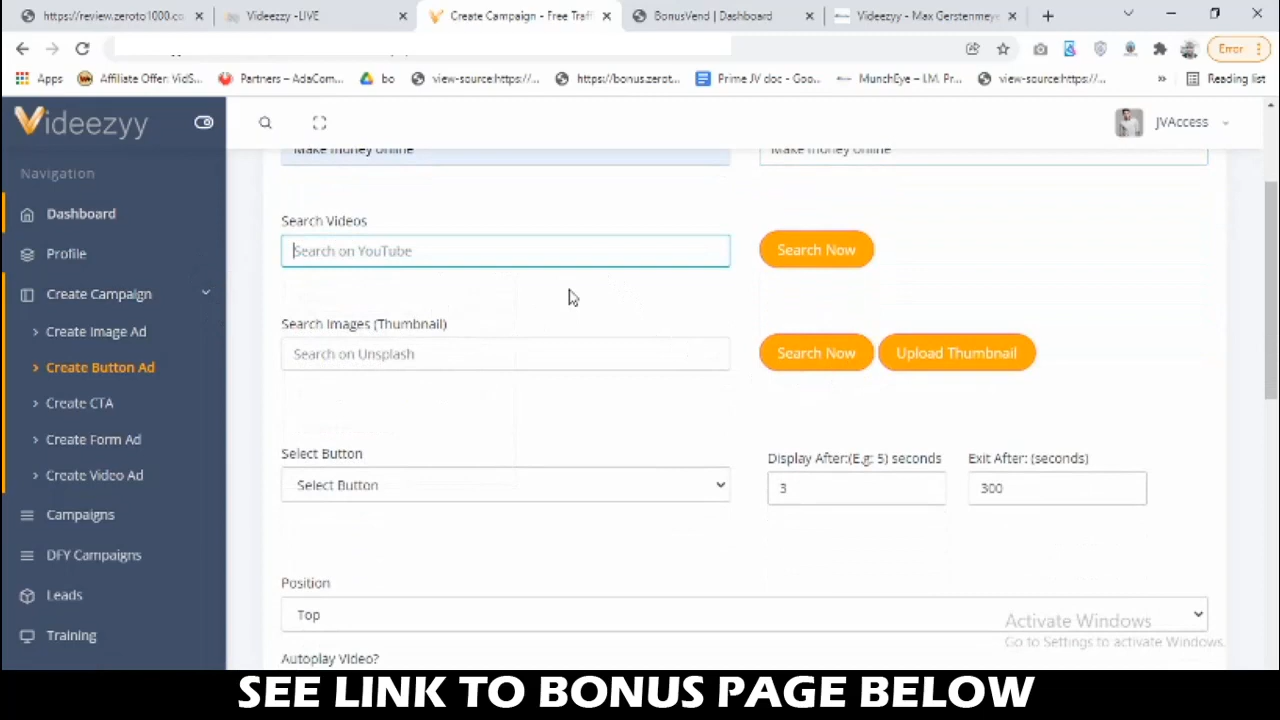 https://review.zeroto1000.co
Videezzy -LIVE
Create Campaign - Free Traff
BonusVend | Dashboard
Videezyy - Max Gerstenmeye
Error
Apps
Affiliate Offer: VidS...
Partners – AdaCom...
bo
view-source:https://...
https://bonus.zerot...
Prime JV doc - Goo...
MunchEye – I.M. Pr...
view-source:https://...
»
Reading list
Videezyy
JVAccess
Navigation
Dashboard
Profile
Create Campaign
Create Image Ad
Create Button Ad
Create CTA
Create Form Ad
Create Video Ad
Campaigns
DFY Campaigns
Leads
Training
Make money online
Make money online
Search Videos
Search on YouTube
Search Now
Search Images (Thumbnail)
Search on Unsplash
Search Now
Upload Thumbnail
Select Button
Select Button
Display After:(E.g: 5) seconds
Exit After: (seconds)
3
300
Position
Top
Autoplay Video?
Activate Windows
Go to Settings to activate Windows.
SEE LINK TO BONUS PAGE BELOW